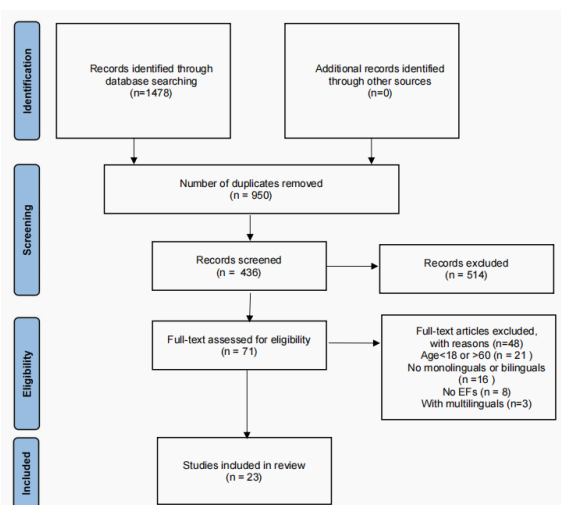 Identification
Records identified through
database searching
(n=1478)
Additional records identified
through other sources
(n=0)
Screening
Number of duplicates removed
(n = 950)
Records screened
(n = 436)
Records excluded
(n = 514)
Eligibility
Full-text assessed for eligibility
(n = 71)
Full-text articles excluded,
with reasons (n=48)
Age<18 or >60 (n = 21 )
No monolinguals or bilinguals
(n =16 )
No EFs (n = 8)
With multilinguals (n=3)
Included
Studies included in review
(n = 23)